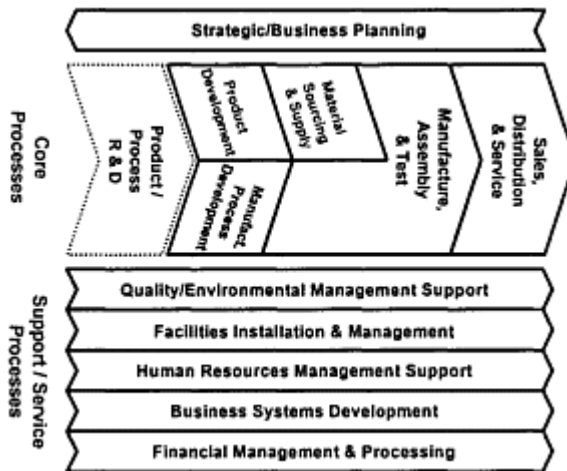 Strategic/Business Planning
Core
Processes
Product /
Process
R & D
Product
Development
Manufact.
Process
Development
Material
Sourcing
& Supply
Manufacture,
Assembly
& Test
Sales,
Distribution
& Service
Support / Service
Processes
Quality/Environmental Management Support
Facilities Installation & Management
Human Resources Management Support
Business Systems Development
Financial Management & Processing